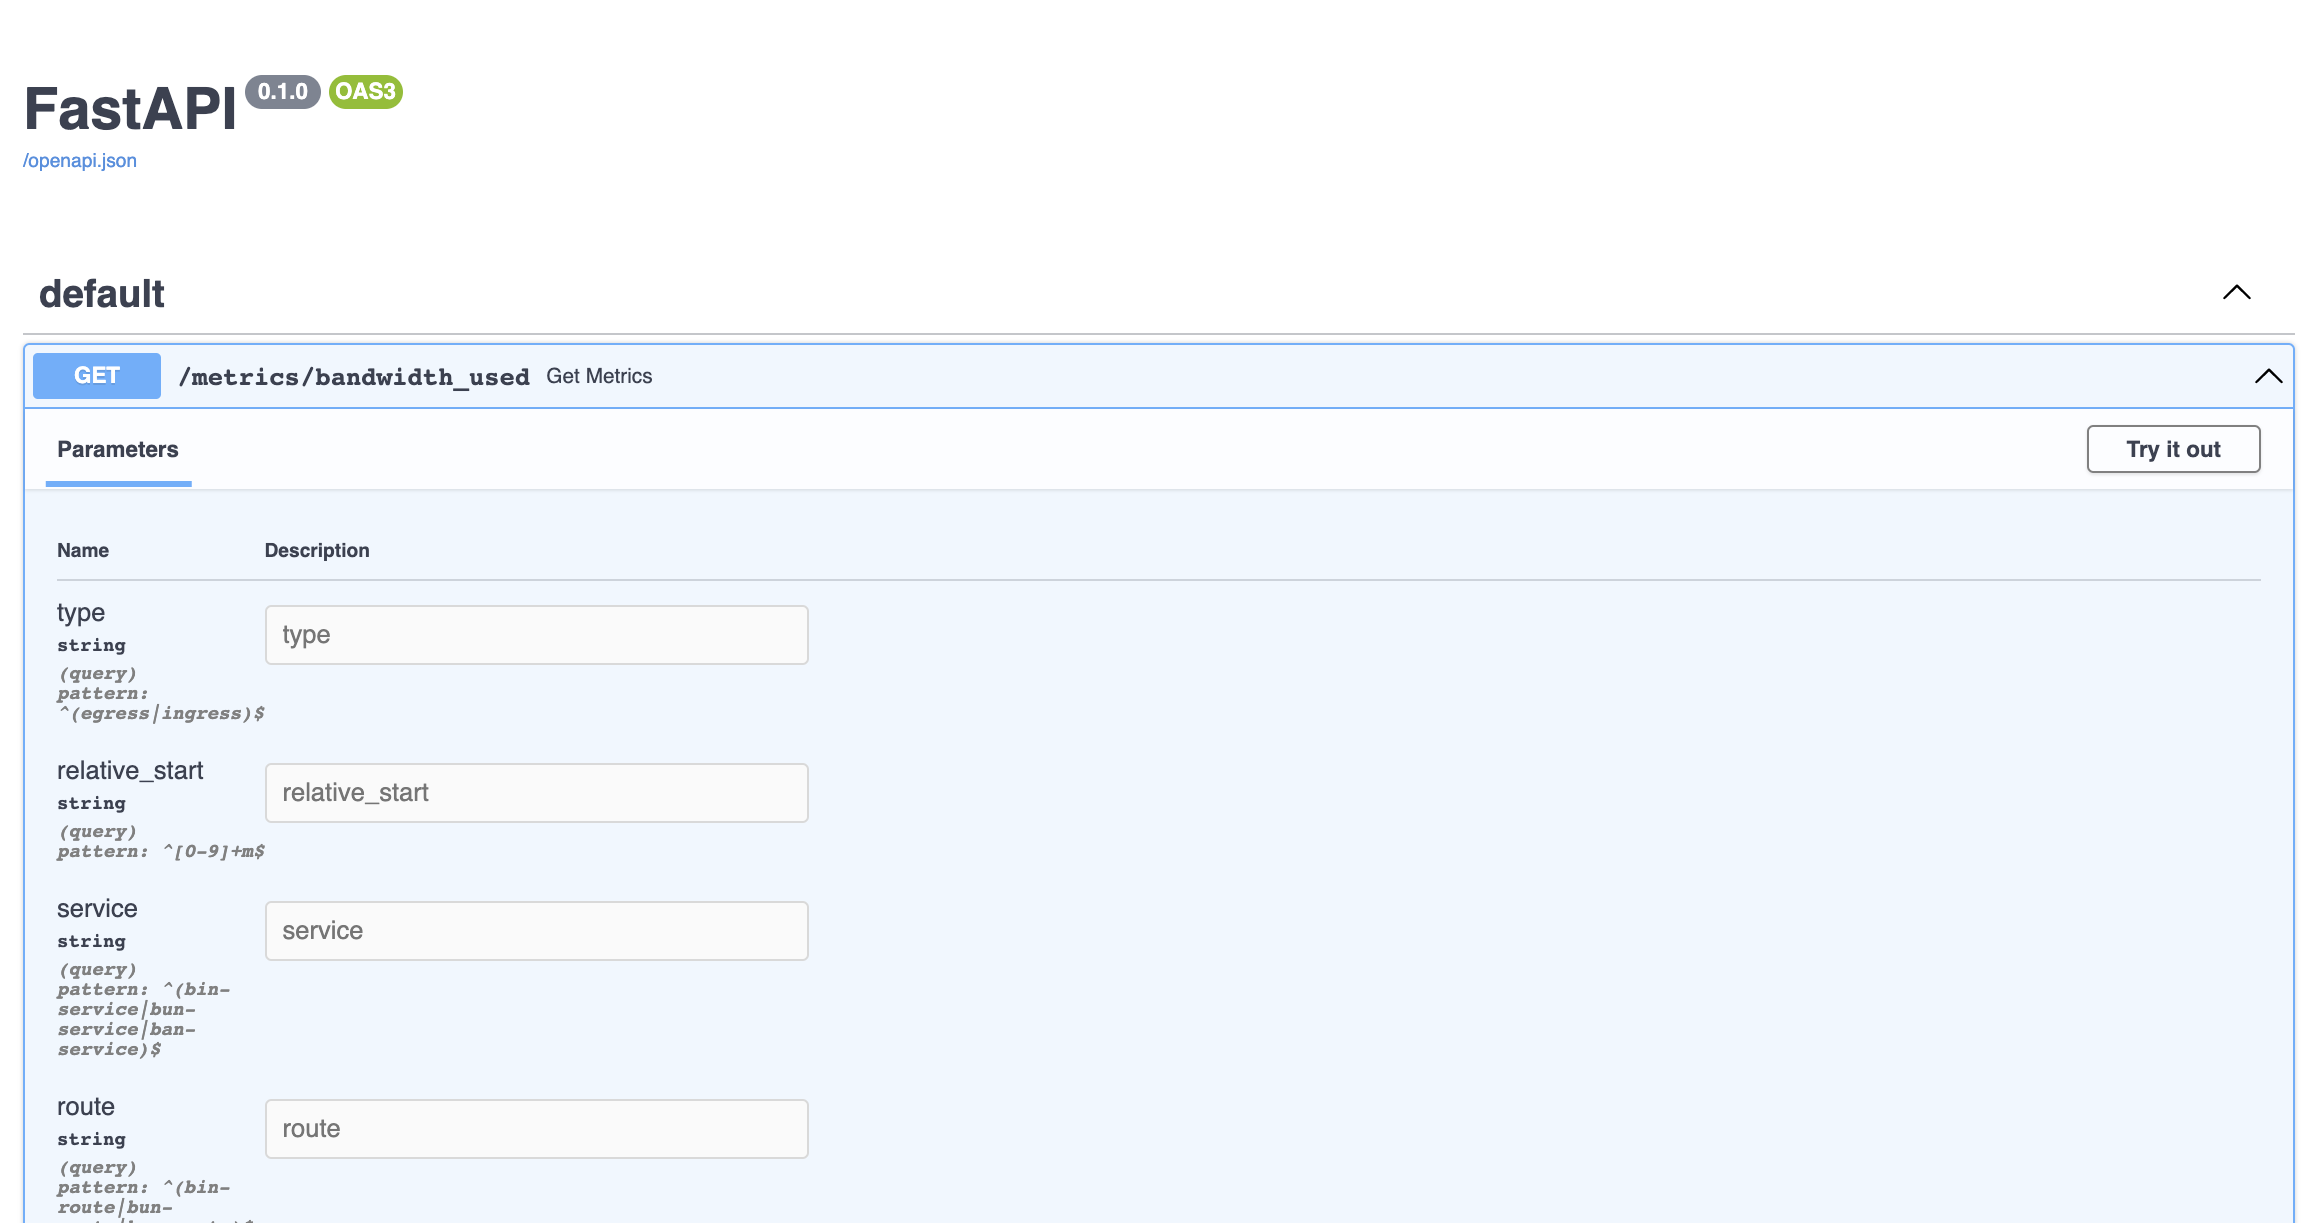 FastAPI 0.1.0 OAS3
/openapi.json
default
GET /metrics/bandwidth_used Get Metrics
Parameters
Try it out
Name Description
type
string
(query)
pattern:
^(egress|ingress)$
type
relative_start
string
(query)
pattern: ^[0-9]+m$
relative_start
service
string
(query)
pattern: ^(bin-
service|bun-
service|ban-
service)$
service
route
string
(query)
pattern: ^(bin-
route|bun-
route